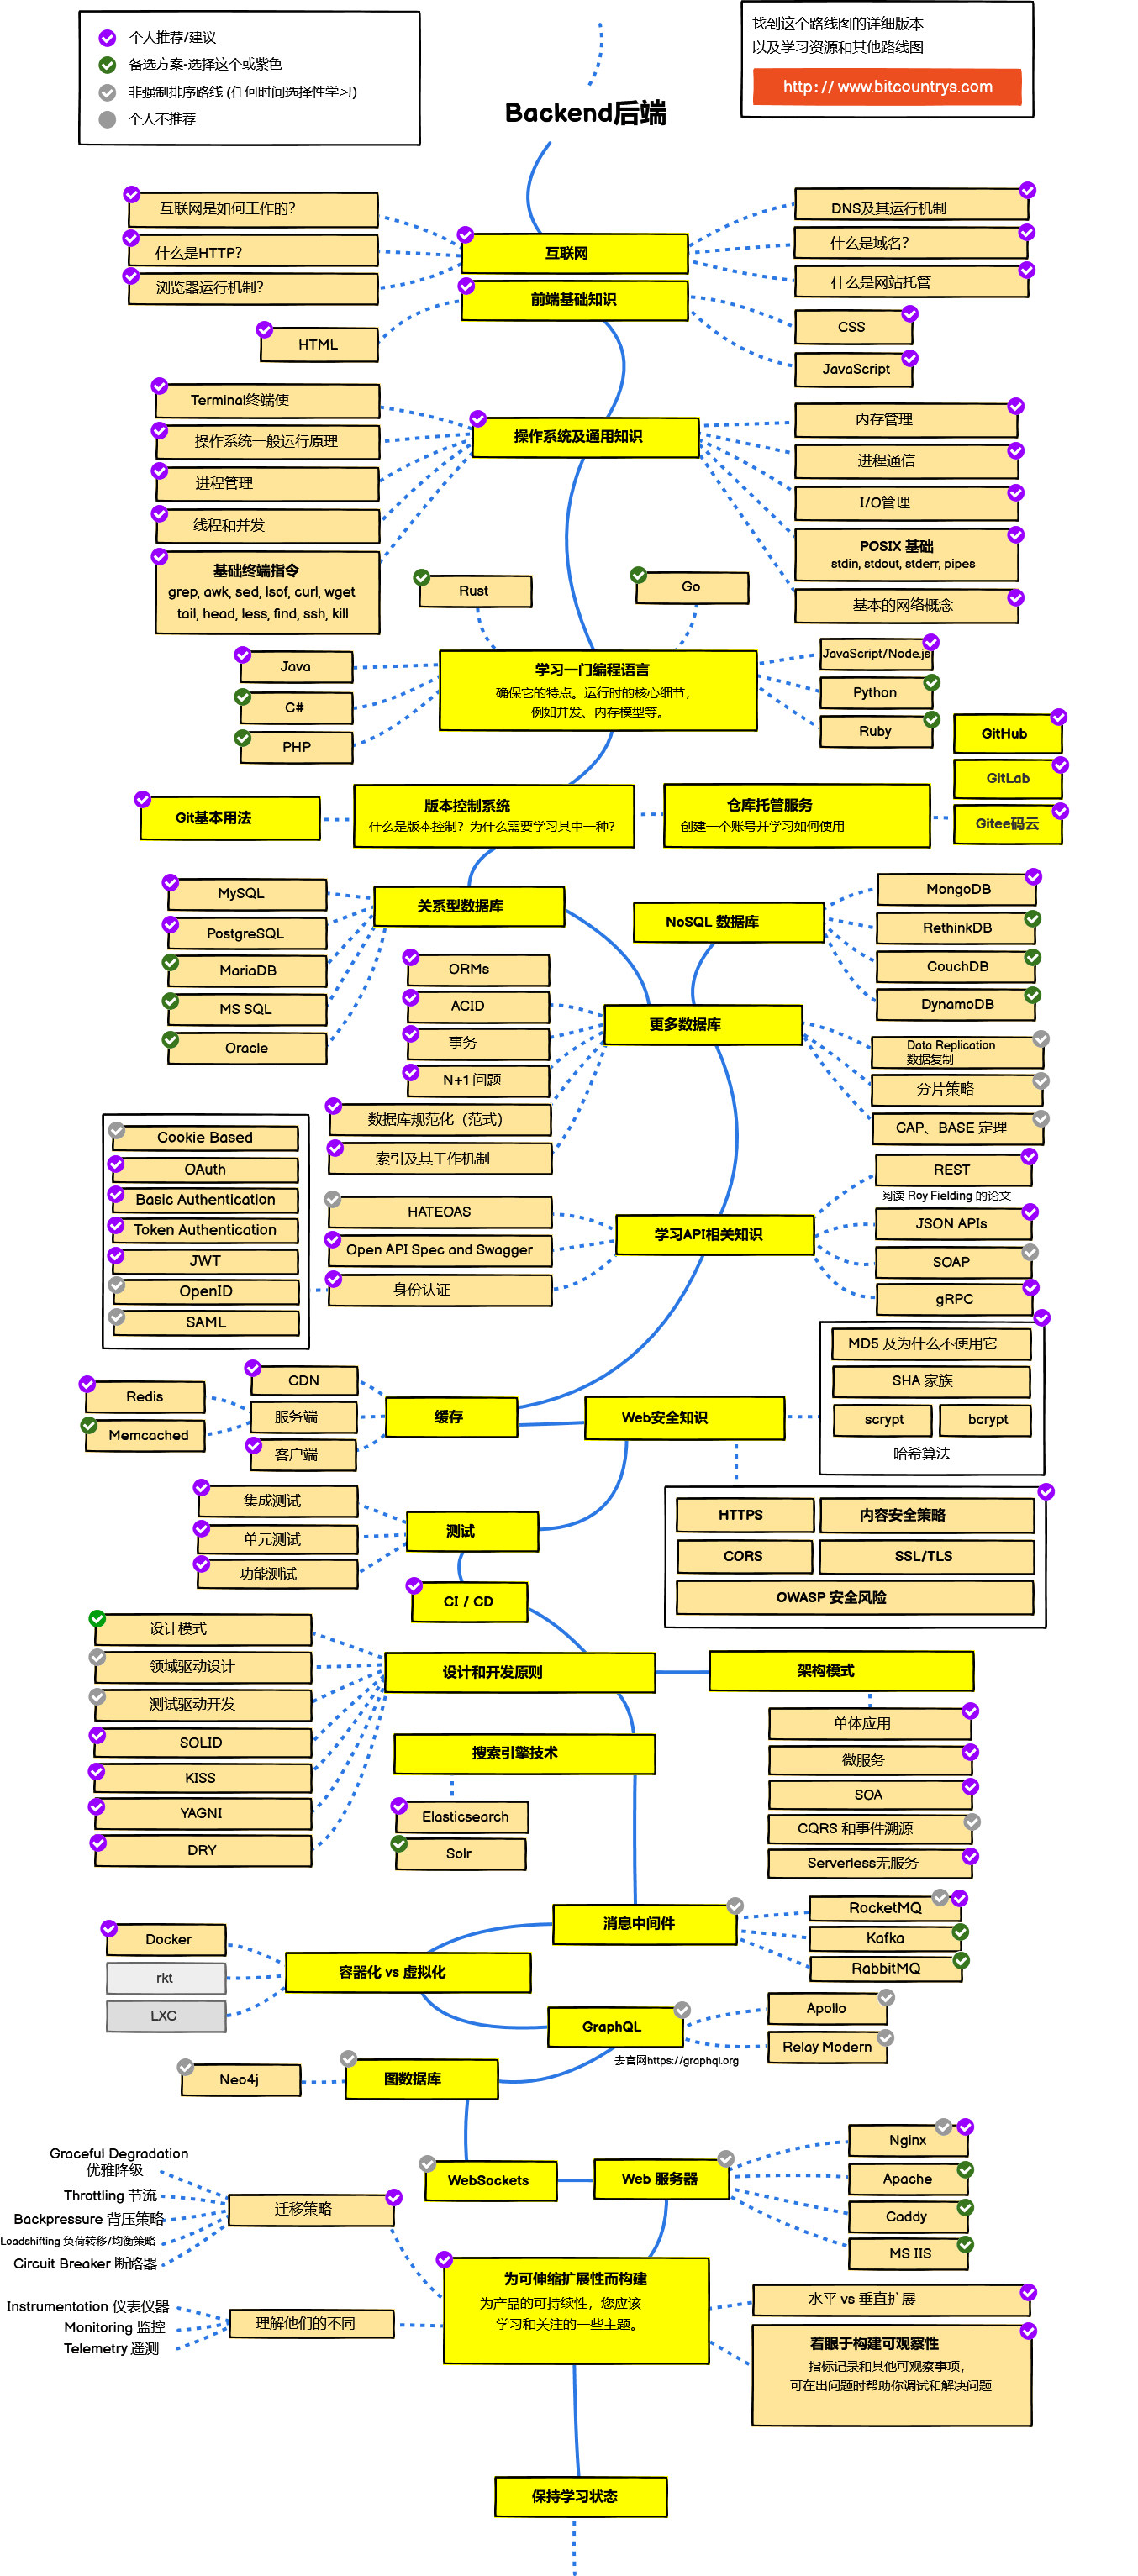 个人推荐/建议
备选方案-选择这个或紫色
非强制排序路线 (任何时间选择性学习)
个人不推荐
找到这个路线图的详细版本
以及学习资源和其他路线图
http: // www.bitcountrys.com
Backend后端
互联网是如何工作的?
什么是HTTP?
浏览器运行机制?
互联网
DNS及其运行机制
什么是域名?
什么是网站托管
前端基础知识
HTML
CSS
JavaScript
Terminal终端使
操作系统一般运行原理
进程管理
线程和并发
基础终端指令
grep, awk, sed, lsof, curl, wget
tail, head, less, find, ssh, kill
操作系统及通用知识
内存管理
进程通信
I/O管理
POSIX 基础
stdin, stdout, stderr, pipes
基本的网络概念
Rust
Go
Java
C#
PHP
学习一门编程语言
确保它的特点。运行时的核心细节，
例如并发、内存模型等。
JavaScript/Node.js
Python
Ruby
GitHub
GitLab
Gitee码云
Git基本用法
版本控制系统
什么是版本控制？为什么需要学习其中一种？
仓库托管服务
创建一个账号并学习如何使用
MySQL
PostgreSQL
MariaDB
MS SQL
Oracle
关系型数据库
NoSQL 数据库
MongoDB
RethinkDB
CouchDB
DynamoDB
ORMs
ACID
事务
N+1 问题
数据库规范化（范式）
索引及其工作机制
更多数据库
Data Replication
数据复制
分片策略
CAP、BASE 定理
Cookie Based
OAuth
Basic Authentication
Token Authentication
JWT
OpenID
SAML
HATEOAS
Open API Spec and Swagger
身份认证
学习API相关知识
REST
阅读 Roy Fielding 的论文
JSON APIs
SOAP
gRPC
MD5 及为什么不使用它
SHA 家族
scrypt
bcrypt
哈希算法
Redis
Memcached
CDN
服务端
客户端
缓存
Web安全知识
HTTPS
内容安全策略
CORS
SSL/TLS
OWASP 安全风险
集成测试
单元测试
功能测试
测试
CI / CD
设计模式
领域驱动设计
测试驱动开发
SOLID
KISS
YAGNI
DRY
设计和开发原则
架构模式
单体应用
微服务
SOA
CQRS 和事件溯源
Serverless无服务
搜索引擎技术
Elasticsearch
Solr
消息中间件
RocketMQ
Kafka
RabbitMQ
Docker
rkt
LXC
容器化 vs 虚拟化
GraphQL
去官网https://graphql.org
Apollo
Relay Modern
Neo4j
图数据库
WebSockets
Web 服务器
Nginx
Apache
Caddy
MS IIS
Graceful Degradation
优雅降级
Throttling 节流
Backpressure 背压策略
Loadshifting 负荷转移/均衡策略
Circuit Breaker 断路器
迁移策略
Instrumentation 仪表仪器
Monitoring 监控
Telemetry 遥测
理解他们的不同
为可伸缩扩展性而构建
为产品的可持续性，您应该
学习和关注的一些主题。
水平 vs 垂直扩展
着眼于构建可观察性
指标记录和其他可观察事项，
可在出问题时帮助你调试和解决问题
保持学习状态